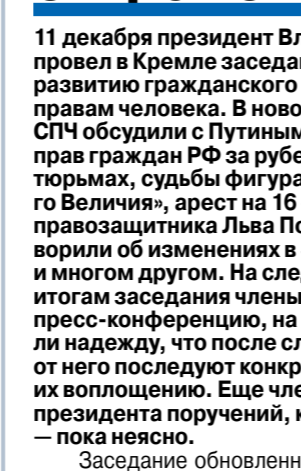 11 декабря президент Вл
провел в Кремле заседан
развитию гражданского
правам человека. В ново
СПЧ обсудили с Путиным
прав граждан РФ за рубе
тюрьмах, судьбы фигура
го Величия», арест на 16
правозащитника Льва По
ворили об изменениях в
и многом другом. На след
итогам заседания члены
пресс-конференцию, на
ли надежду, что после сл
от него последуют конкр
их воплощению. Еще чле
президента поручений, к
— пока неясно.
Заседание обновленн